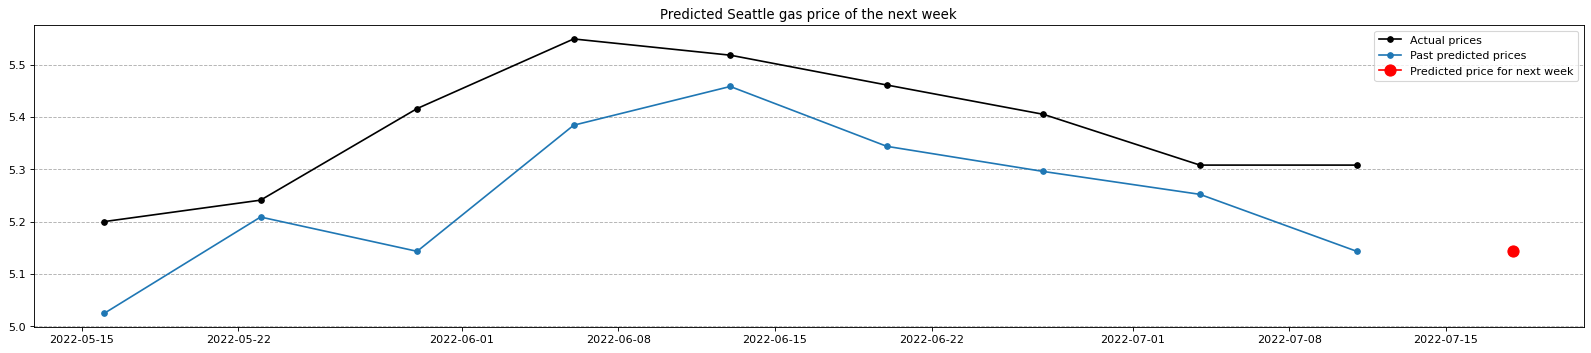 Predicted Seattle gas price of the next week
Actual prices
Past predicted prices
Predicted price for next week
5.5
5.4
5.3
5.2
5.1
5.0
2022-05-15 2022-05-22 2022-06-01 2022-06-08 2022-06-15 2022-06-22 2022-07-01 2022-07-08 2022-07-15